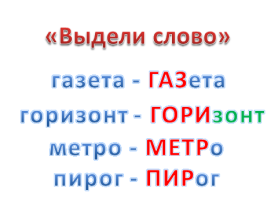 «Выдели слово»
газета - ГАЗета
горизонт - ГОРИзонт
метро - МЕТРо
пирог - ПИРог